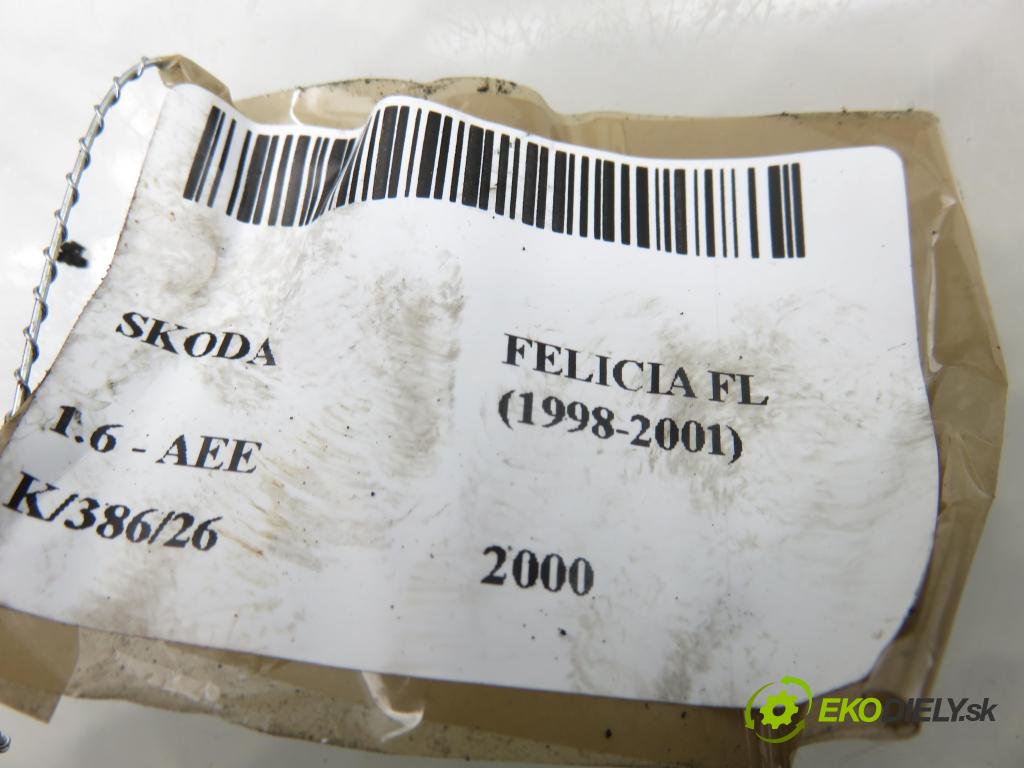 SKODA
FELICIA FL
(1998-2001)
1.6 - AEE
K/386/26
2000
EKODIELY.sk